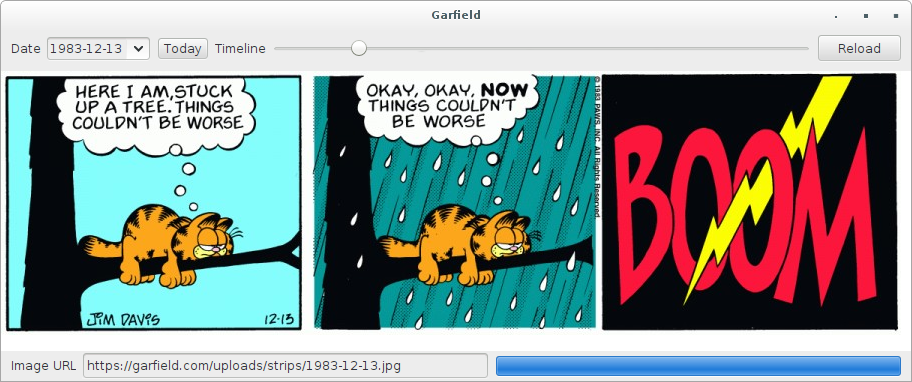 Garfield
Date 1983-12-13 Today Timeline Reload
HERE I AM, STUCK
UP A TREE. THINGS
COULDN'T BE WORSE
JIM DAVIS
12-13
OKAY, OKAY, NOW
THINGS COULDN'T
BE WORSE
© 1983 PAWS, INC. All Rights Reserved
BOOM
Image URL https://garfield.com/uploads/strips/1983-12-13.jpg